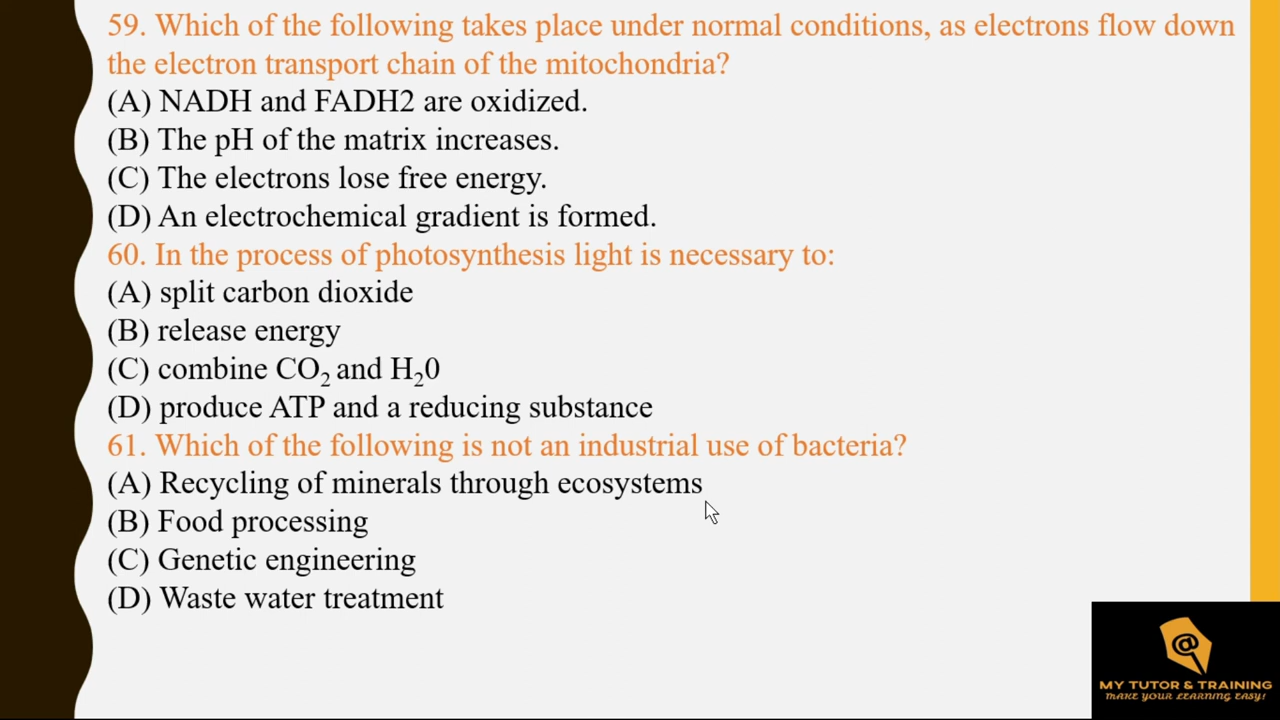 59. Which of the following takes place under normal conditions, as electrons flow down
the electron transport chain of the mitochondria?
(A) NADH and FADH2 are oxidized.
(B) The pH of the matrix increases.
(C) The electrons lose free energy.
(D) An electrochemical gradient is formed.
60. In the process of photosynthesis light is necessary to:
(A) split carbon dioxide
(B) release energy
(C) combine CO₂ and H₂0
(D) produce ATP and a reducing substance
61. Which of the following is not an industrial use of bacteria?
(A) Recycling of minerals through ecosystems
(B) Food processing
(C) Genetic engineering
(D) Waste water treatment
@
MY TUTOR & TRAINING
MAKE YOUR LEARNING EASY!